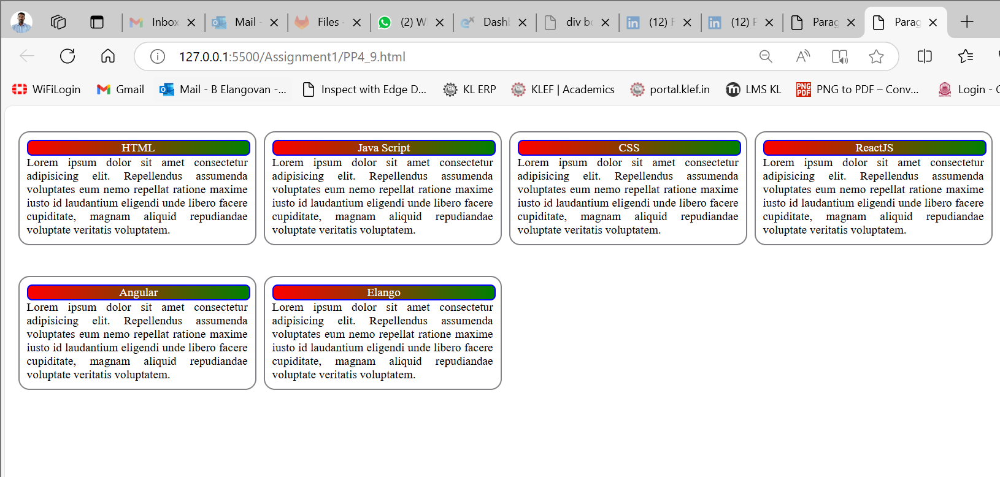 Inbox Mail - Files - (2) W Dashl div bo (12) F (12) F Parag Parag
127.0.0.1:5500/Assignment1/PP4_9.html
WiFiLogin Gmail Mail - B Elangovan -... Inspect with Edge D... KL ERP KLEF | Academics portal.klef.in LMS KL PNG to PDF – Conv... Login -
HTML
Lorem ipsum dolor sit amet consectetur
adipisicing elit. Repellendus assumenda
voluptates eum nemo repellat ratione maxime
iusto id laudantium eligendi unde libero facere
cupiditate, magnam aliquid repudiandae
voluptate veritatis voluptatem.
Java Script
Lorem ipsum dolor sit amet consectetur
adipisicing elit. Repellendus assumenda
voluptates eum nemo repellat ratione maxime
iusto id laudantium eligendi unde libero facere
cupiditate, magnam aliquid repudiandae
voluptate veritatis voluptatem.
CSS
Lorem ipsum dolor sit amet consectetur
adipisicing elit. Repellendus assumenda
voluptates eum nemo repellat ratione maxime
iusto id laudantium eligendi unde libero facere
cupiditate, magnam aliquid repudiandae
voluptate veritatis voluptatem.
ReactJS
Lorem ipsum dolor sit amet consectetur
adipisicing elit. Repellendus assumenda
voluptates eum nemo repellat ratione maxime
iusto id laudantium eligendi unde libero facere
cupiditate, magnam aliquid repudiandae
voluptate veritatis voluptatem.
Angular
Lorem ipsum dolor sit amet consectetur
adipisicing elit. Repellendus assumenda
voluptates eum nemo repellat ratione maxime
iusto id laudantium eligendi unde libero facere
cupiditate, magnam aliquid repudiandae
voluptate veritatis voluptatem.
Elango
Lorem ipsum dolor sit amet consectetur
adipisicing elit. Repellendus assumenda
voluptates eum nemo repellat ratione maxime
iusto id laudantium eligendi unde libero facere
cupiditate, magnam aliquid repudiandae
voluptate veritatis voluptatem.